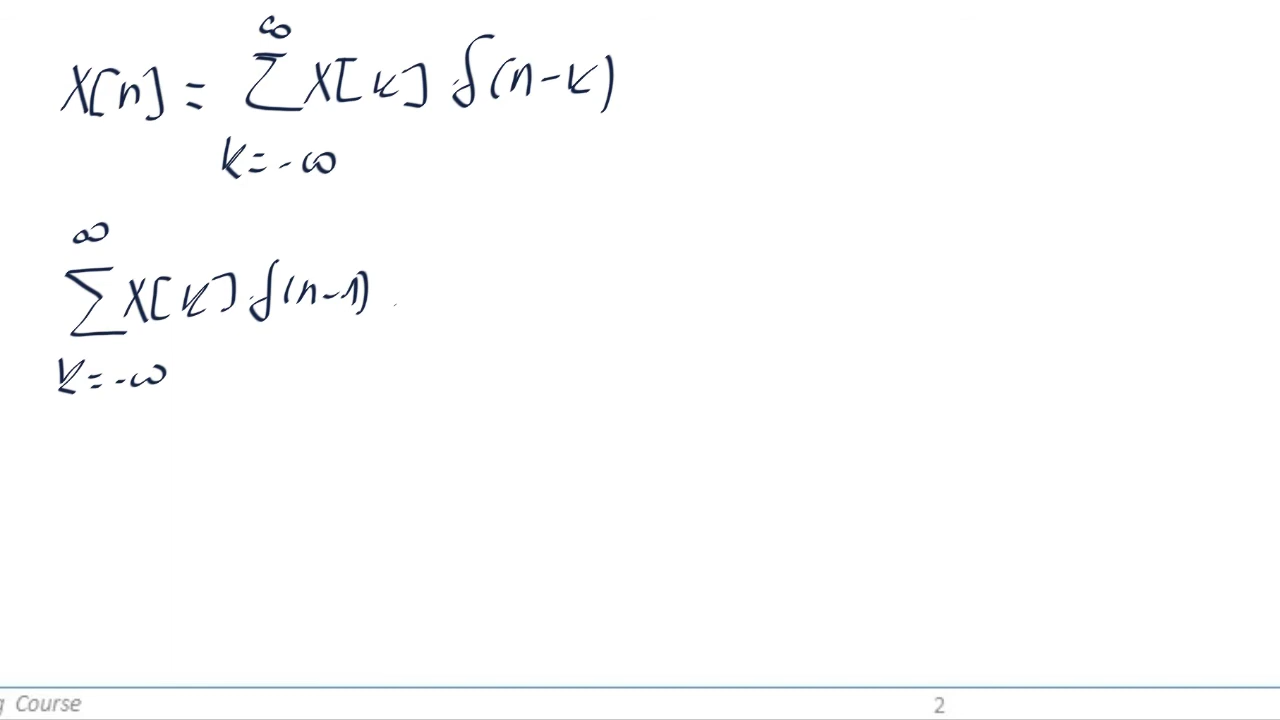 ∞
X[n] = ∑ X[k] δ(n-k)
k=-∞
∞
∑ X[k] δ(n-1)
k=-∞
g Course
2